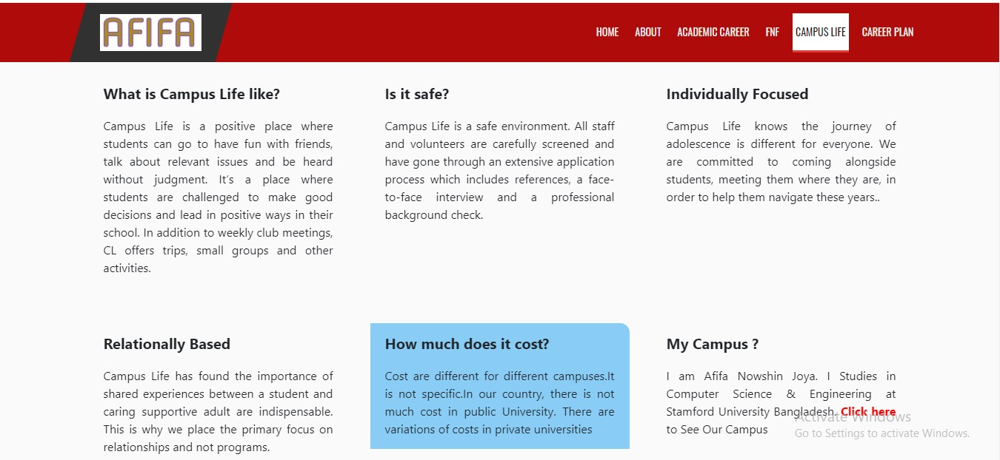 AFIFA
HOME ABOUT ACADEMIC CAREER FNF CAMPUS LIFE CAREER PLAN
What is Campus Life like?
Campus Life is a positive place where
students can go to have fun with friends,
talk about relevant issues and be heard
without judgment. It's a place where
students are challenged to make good
decisions and lead in positive ways in their
school. In addition to weekly club meetings,
CL offers trips, small groups and other
activities.
Is it safe?
Campus Life is a safe environment. All staff
and volunteers are carefully screened and
have gone through an extensive application
process which includes references, a face-
to-face interview and a professional
background check.
Individually Focused
Campus Life knows the journey of
adolescence is different for everyone. We
are committed to coming alongside
students, meeting them where they are, in
order to help them navigate these years..
Relationally Based
Campus Life has found the importance of
shared experiences between a student and
caring supportive adult are indispensable.
This is why we place the primary focus on
relationships and not programs.
How much does it cost?
Cost are different for different campuses.It
is not specific.In our country, there is not
much cost in public University. There are
variations of costs in private universities
My Campus ?
I am Afifa Nowshin Joya. I Studies in
Computer Science & Engineering at
Stamford University Bangladesh. Click here
to See Our Campus
Activate Windows
Go to Settings to activate Windows.